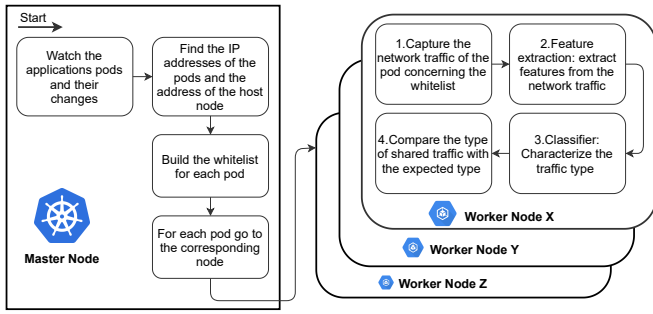 Start
Watch the
applications pods
and their
changes
Find the IP
addresses of the
pods and the
address of the host
node
Build the whitelist
for each pod
For each pod go to
the corresponding
node
Master Node
1.Capture the
network traffic of the
pod concerning the
whitelist
2.Feature
extraction: extract
features from the
network traffic
3.Classifier:
Characterize the
traffic type
4.Compare the type
of shared traffic with
the expected type
Worker Node X
Worker Node Y
Worker Node Z